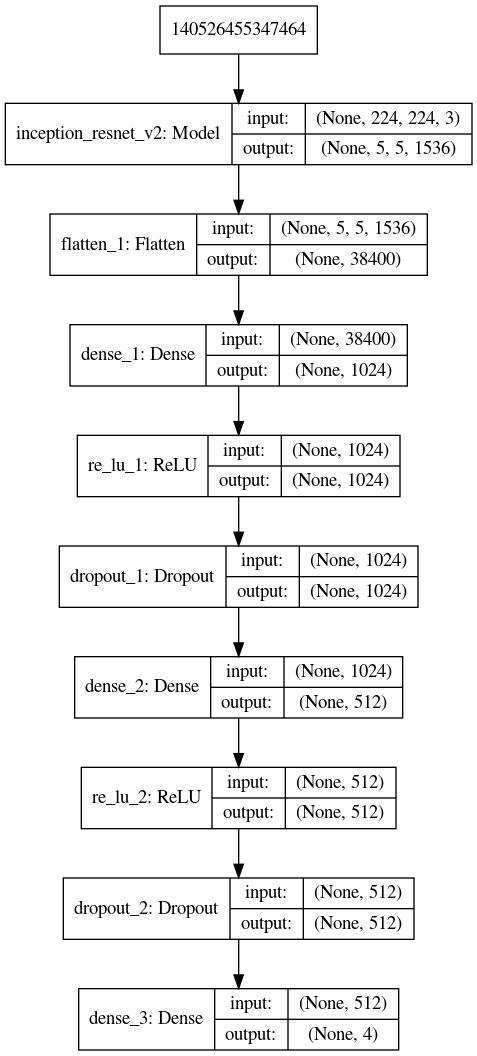 140526455347464
inception_resnet_v2: Model
input:
(None, 224, 224, 3)
output:
(None, 5, 5, 1536)
flatten_1: Flatten
input:
(None, 5, 5, 1536)
output:
(None, 38400)
dense_1: Dense
input:
(None, 38400)
output:
(None, 1024)
re_lu_1: ReLU
input:
(None, 1024)
output:
(None, 1024)
dropout_1: Dropout
input:
(None, 1024)
output:
(None, 1024)
dense_2: Dense
input:
(None, 1024)
output:
(None, 512)
re_lu_2: ReLU
input:
(None, 512)
output:
(None, 512)
dropout_2: Dropout
input:
(None, 512)
output:
(None, 512)
dense_3: Dense
input:
(None, 512)
output:
(None, 4)